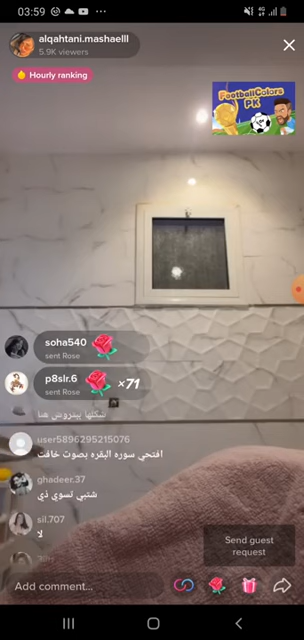 03:59
4G
alqahtani.mashaelll
5.9K viewers
Hourly ranking
FootballColors
PK
soha540
sent Rose
p8slr.6
sent Rose
×71
شكلها بيتروش هنا
user5896295215076
افتحي سوره البقره بصوت خافت
ghadeer.37
شتبي تسوي ذي
sil.707
لا
Send guest
request
Add comment...